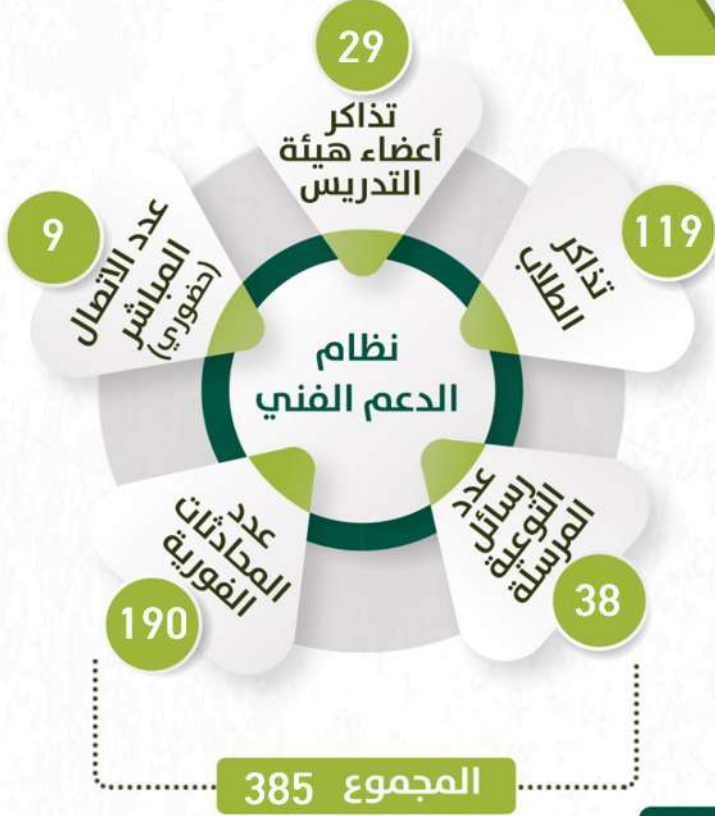 29
تذاكر
أعضاء هيئة
التدريس
119
تذاكر
الطلاب
9
عدد الاتصال
المباشر
(حضوري)
نظام
الدعم الفني
38
عدد
رسائل
التوعية
المرسلة
190
عدد
المحادثات
الفورية
المجموع 385